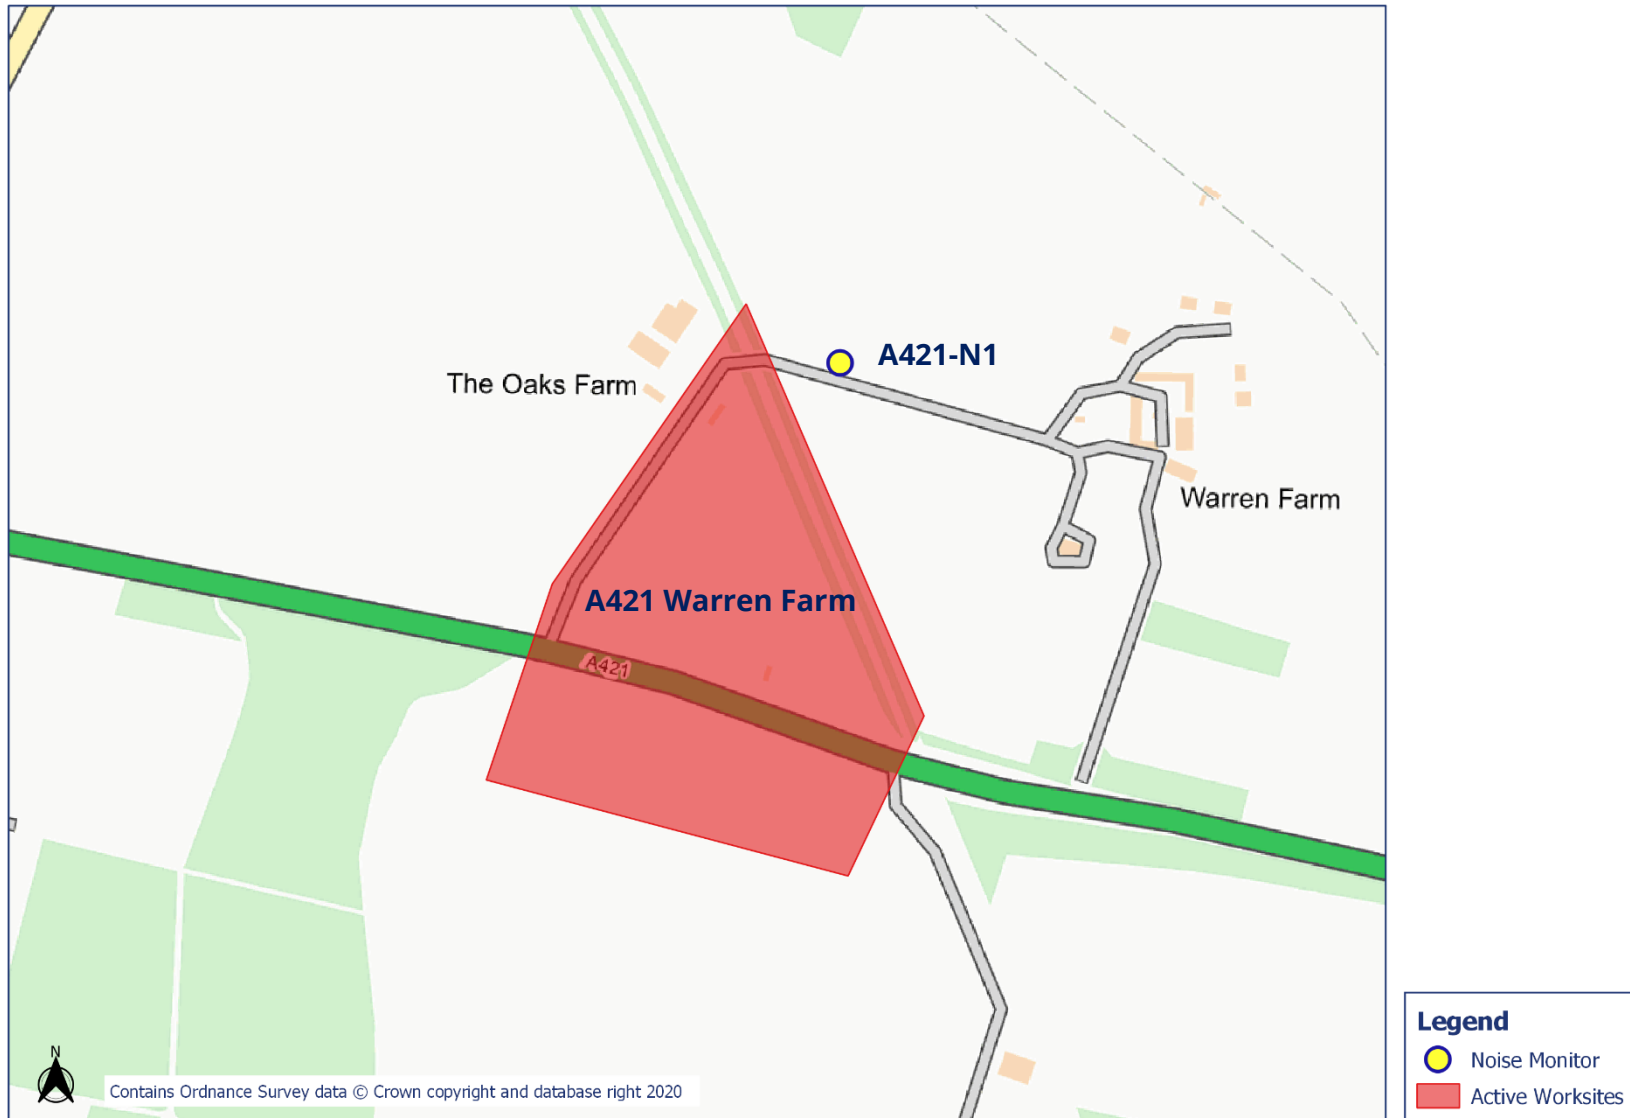 A421-N1
The Oaks Farm
Warren Farm
A421 Warren Farm
A421
N
Contains Ordnance Survey data © Crown copyright and database right 2020
Legend
Noise Monitor
Active Worksites